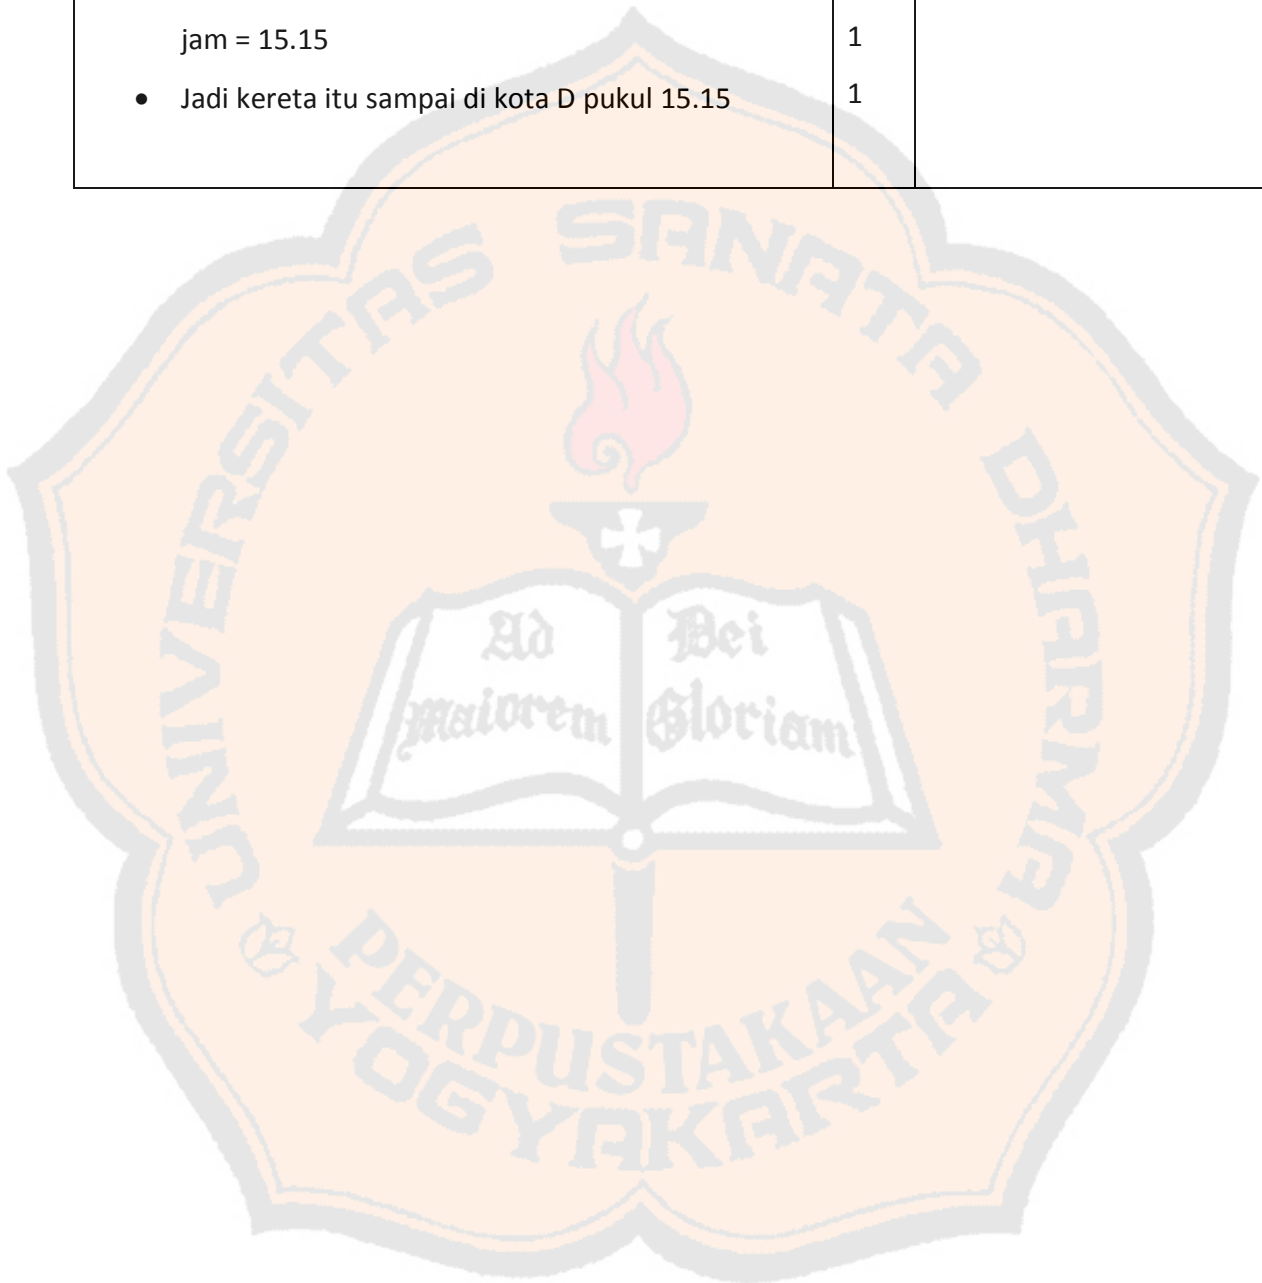 jam = 15.15 1
• Jadi kereta itu sampai di kota D pukul 15.15 1
UNIVERSITAS SANATA DHARMA
Ad Dei
maiorem Gloriam
PERPUSTAKAAN
YOGYAKARTA